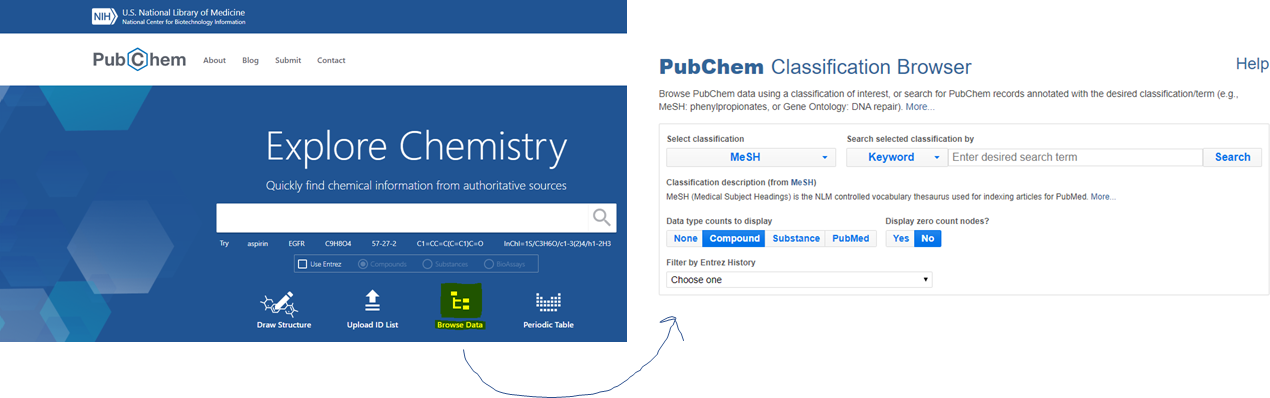 NIH U.S. National Library of Medicine
National Center for Biotechnology Information
PubChem About Blog Submit Contact
Explore Chemistry
Quickly find chemical information from authoritative sources
Try aspirin EGFR C9H8O4 57-27-2 C1=CC=C(C=C1)C=O InChI=1S/C3H6O/c1-3(2)4/h1-2H3
Use Entrez Compounds Substances BioAssays
Draw Structure Upload ID List Browse Data Periodic Table
PubChem Classification Browser
Help
Browse PubChem data using a classification of interest, or search for PubChem records annotated with the desired classification/term (e.g.,
MeSH: phenylpropionates, or Gene Ontology: DNA repair). More...
Select classification Search selected classification by
MeSH Keyword Enter desired search term Search
Classification description (from MeSH)
MeSH (Medical Subject Headings) is the NLM controlled vocabulary thesaurus used for indexing articles for PubMed. More...
Data type counts to display Display zero count nodes?
None Compound Substance PubMed Yes No
Filter by Entrez History
Choose one